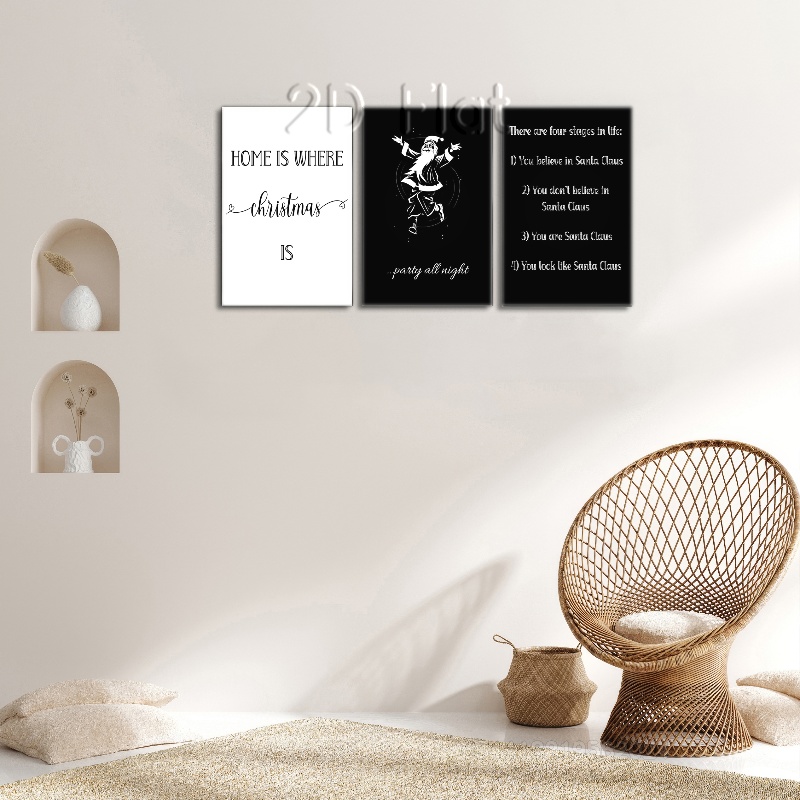 2D Flat
HOME IS WHERE
christmas
IS
...party all night
There are four stages in life:
1) You believe in Santa Claus
2) You don't believe in
Santa Claus
3) You are Santa Claus
4) You look like Santa Claus